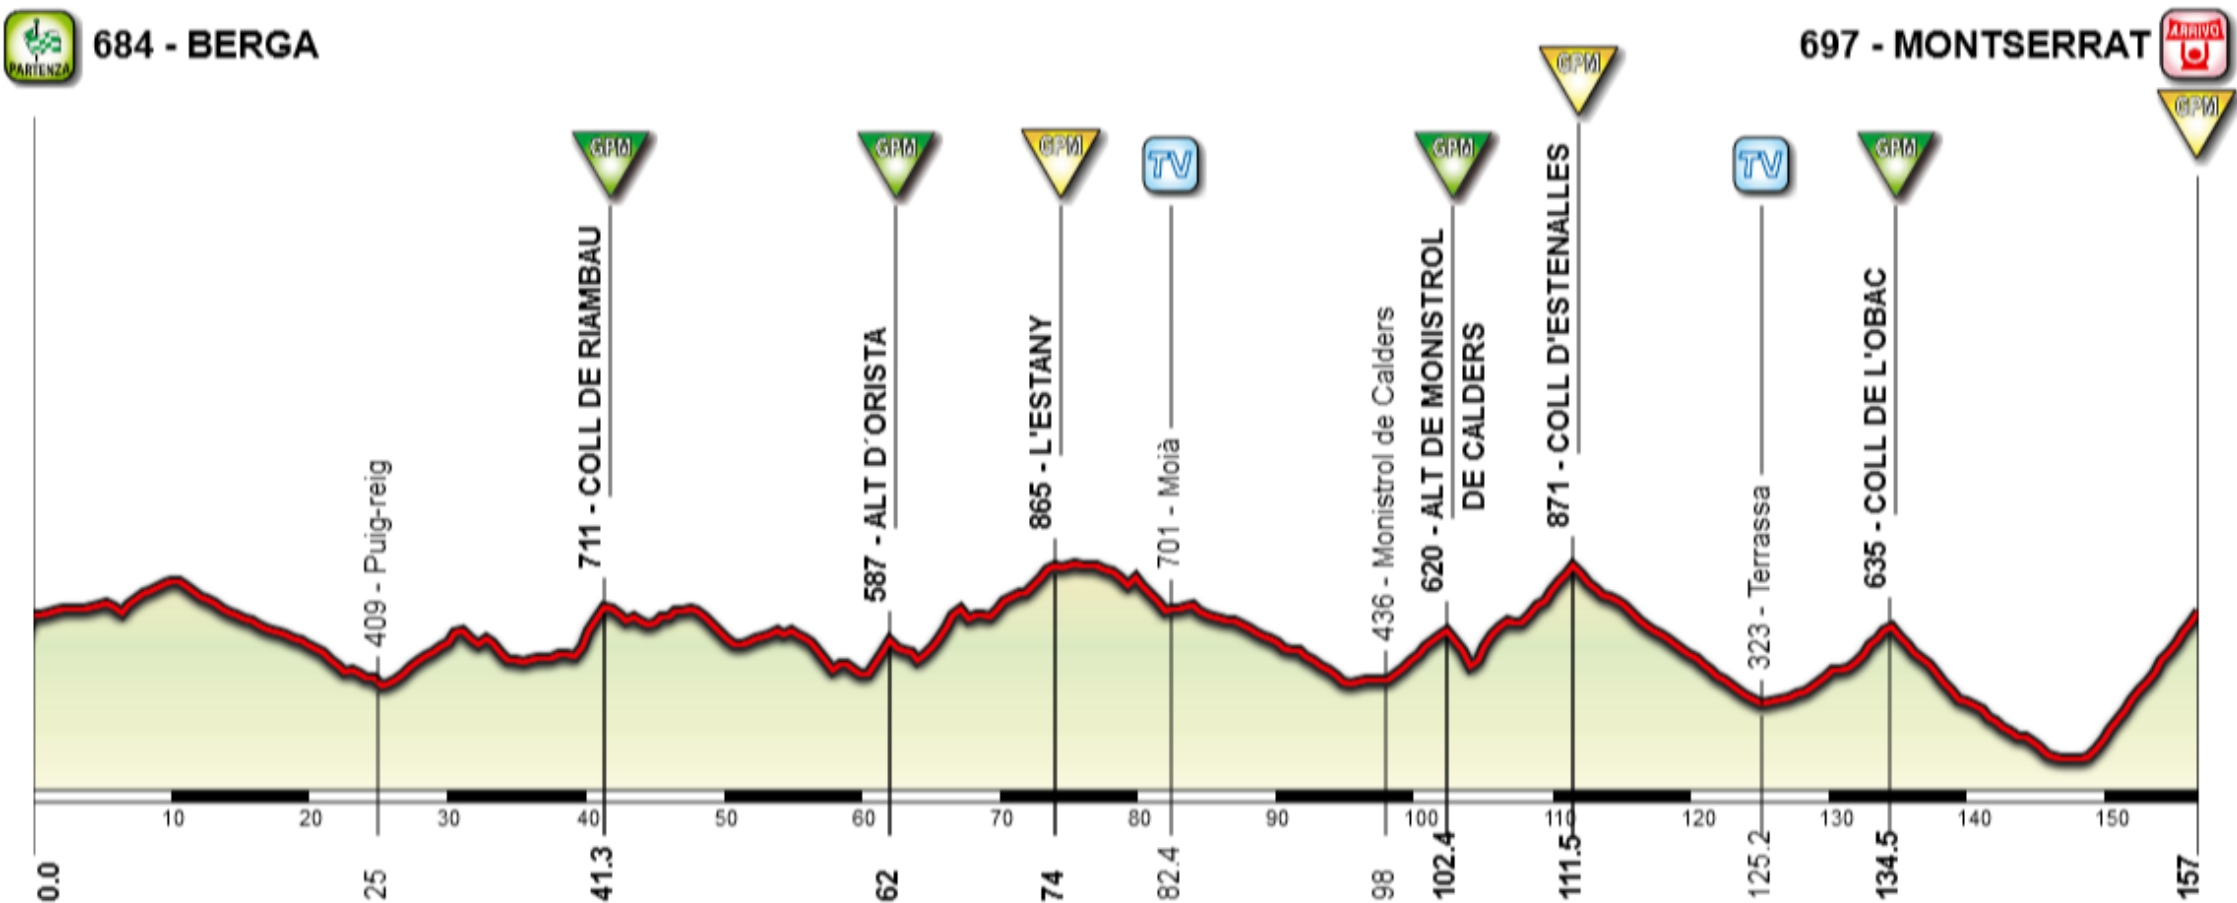 PARTENZA
684 - BERGA
697 - MONTSERRAT
ARRIVO
GPM
GPM
GPM
GPM
TV
GPM
TV
GPM
GPM
409 - Puig-reig
711 - COLL DE RIAMBAU
587 - ALT D´ORISTA
865 - L'ESTANY
701 - Moià
436 - Monistrol de Calders
620 - ALT DE MONISTROL
DE CALDERS
871 - COLL D'ESTENALLES
323 - Terrassa
635 - COLL DE L'OBAC
10 20 30 40 50 60 70 80 90 100 110 120 130 140 150
0.0 25 41.3 62 74 82.4 98 102.4 111.5 125.2 134.5 157